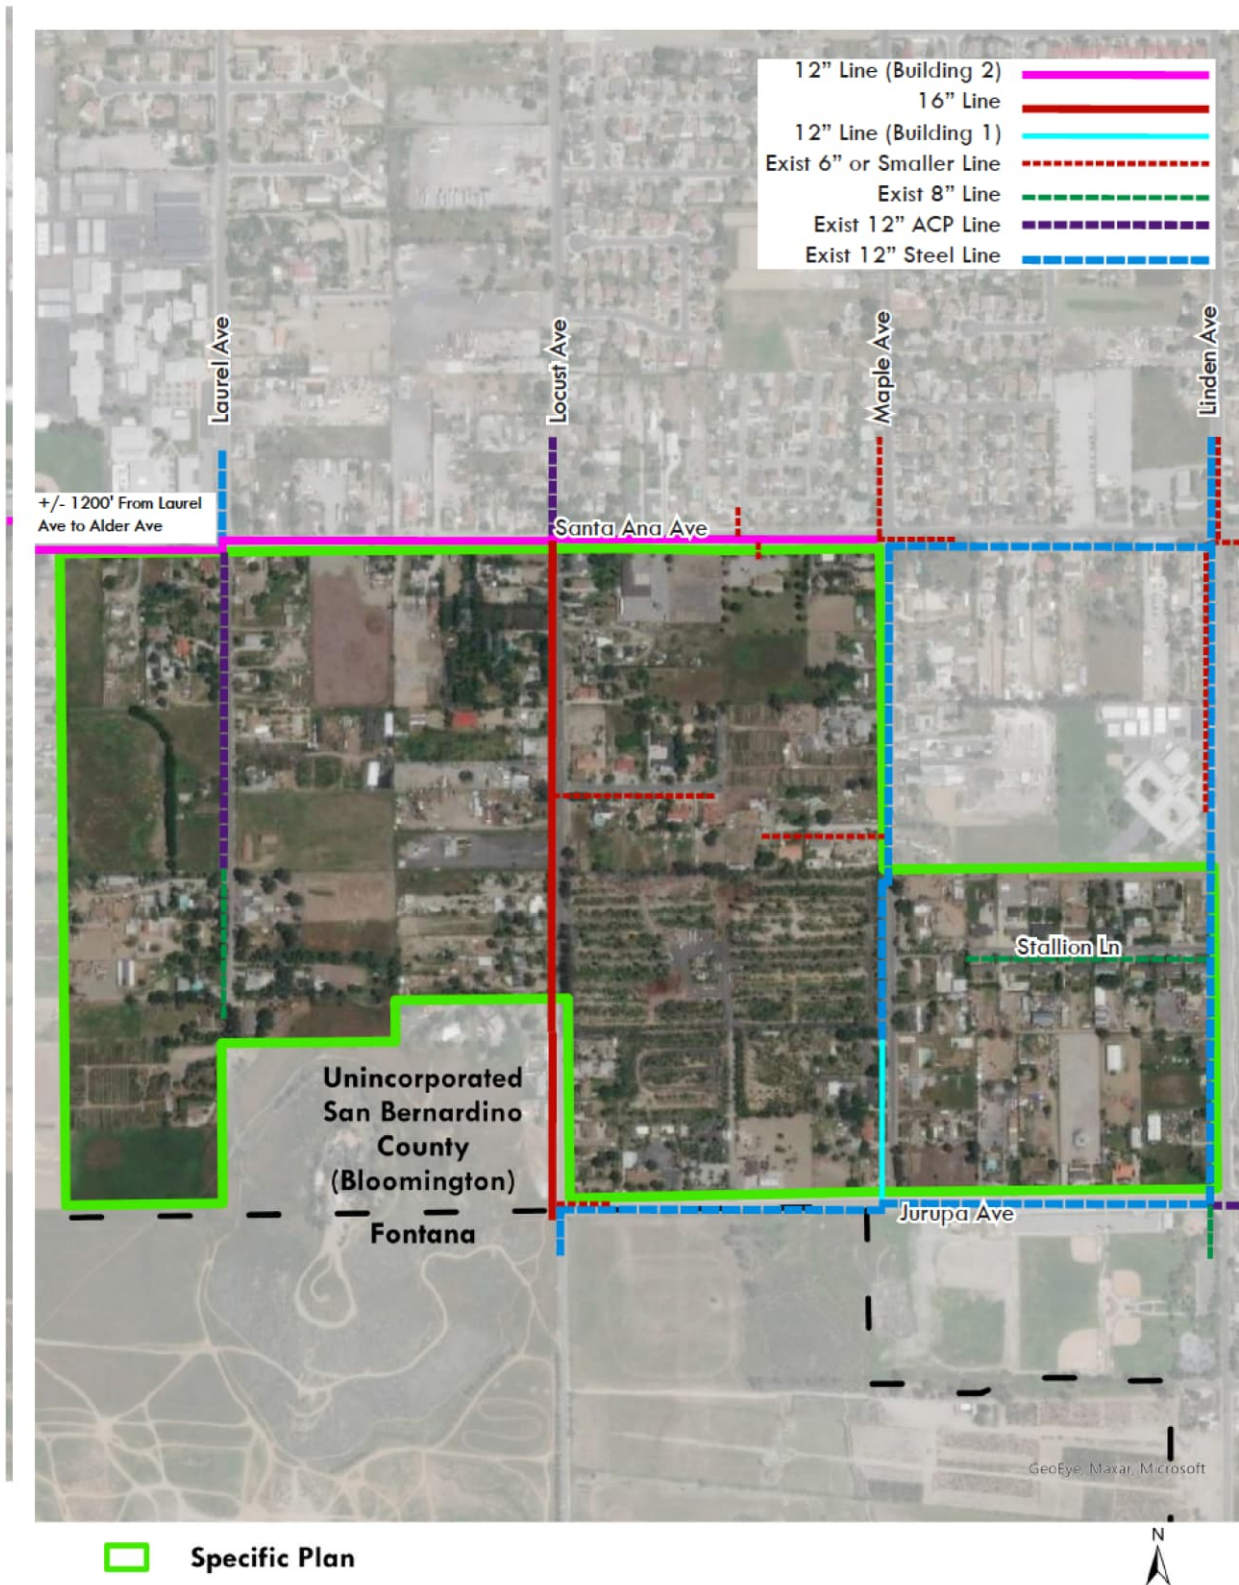 12” Line (Building 2)
16” Line
12” Line (Building 1)
Exist 6” or Smaller Line
Exist 8” Line
Exist 12” ACP Line
Exist 12” Steel Line
Laurel Ave
Locust Ave
Maple Ave
Linden Ave
+/- 1200' From Laurel
Ave to Alder Ave
Santa Ana Ave
Stallion Ln
Unincorporated
San Bernardino
County
(Bloomington)
Fontana
Jurupa Ave
GeoEye, Maxar, Microsoft
Specific Plan
N